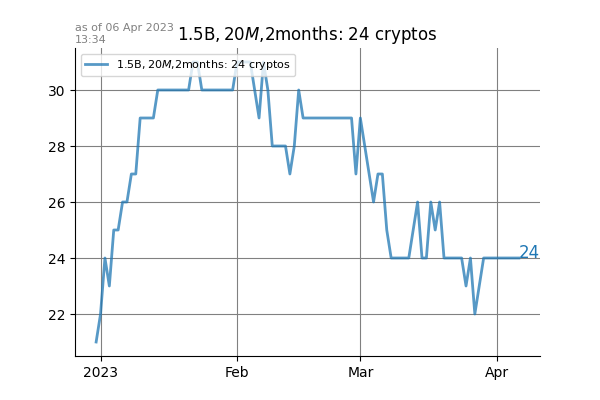 as of 06 Apr 2023
13:34
1.5B, 20M,2months: 24 cryptos
1.5B, 20M,2months: 24 cryptos
30
28
26
24
22
24
2023
Feb
Mar
Apr